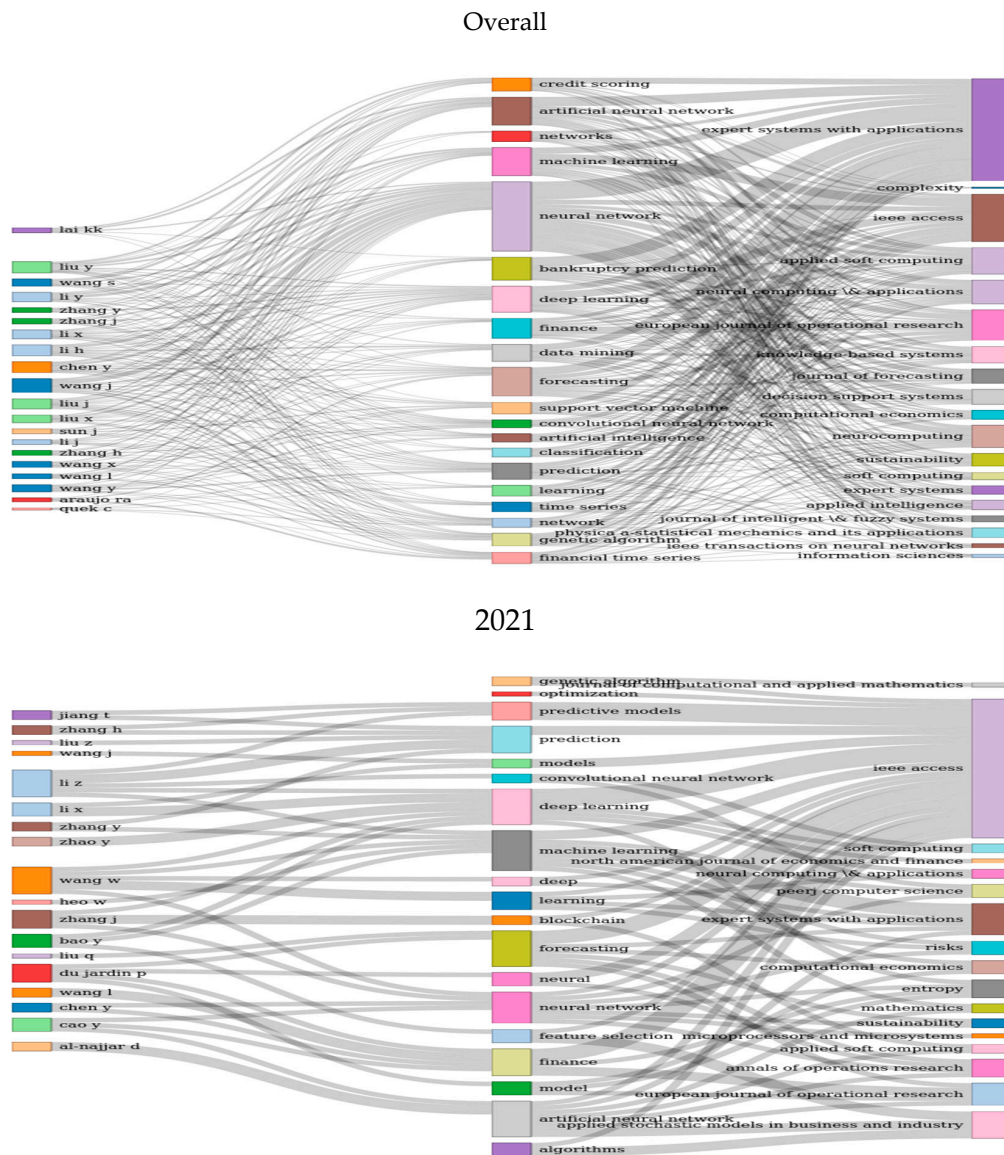 Overall
lai kk
liu y
wang s
li y
zhang y
zhang j
li x
li h
chen y
wang j
liu j
liu x
sun j
li j
zhang h
wang x
wang l
wang y
araujo ra
quek c
credit scoring
artificial neural network
networks
machine learning
neural network
bankruptcy prediction
deep learning
finance
data mining
forecasting
support vector machine
convolutional neural network
artificial intelligence
classification
prediction
learning
time series
network
genetic algorithm
financial time series
expert systems with applications
complexity
ieee access
applied soft computing
neural computing \& applications
european journal of operational research
knowledge-based systems
journal of forecasting
decision support systems
computational economics
neurocomputing
sustainability
soft computing
expert systems
applied intelligence
journal of intelligent \& fuzzy systems
physica a-statistical mechanics and its applications
ieee transactions on neural networks
information sciences
2021
jiang t
zhang h
liu z
wang j
li z
li x
zhang y
zhao y
wang w
heo w
zhang j
bao y
liu q
du jardin p
wang l
chen y
cao y
al-najjar d
genetic algorithm
optimization
predictive models
prediction
models
convolutional neural network
deep learning
machine learning
deep
learning
blockchain
forecasting
neural
neural network
feature selection
finance
model
artificial neural network
algorithms
journal of computational and applied mathematics
ieee access
soft computing
north american journal of economics and finance
neural computing \& applications
peerj computer science
expert systems with applications
risks
computational economics
entropy
mathematics
sustainability
microprocessors and microsystems
applied soft computing
annals of operations research
european journal of operational research
applied stochastic models in business and industry